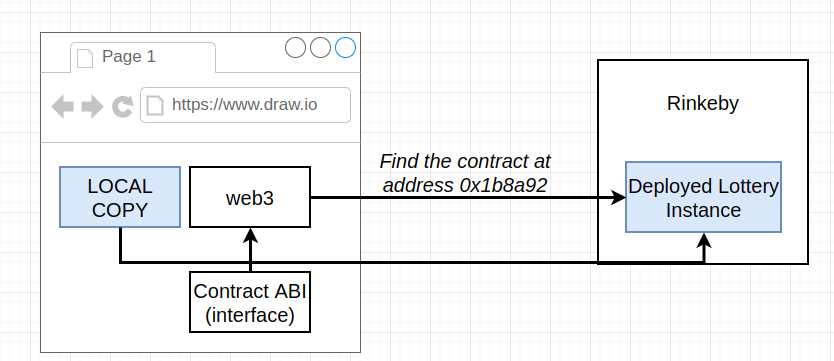 Page 1
https://www.draw.io
LOCAL
COPY
web3
Contract ABI
(interface)
Find the contract at
address 0x1b8a92
Rinkeby
Deployed Lottery
Instance